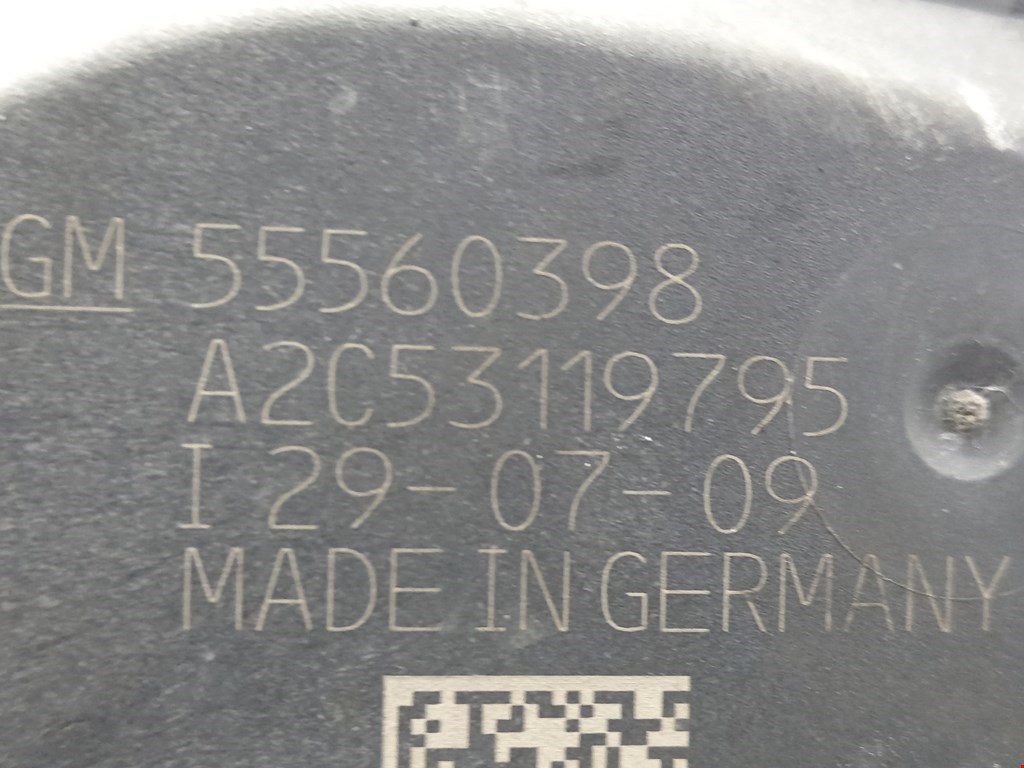 GM 55560398
A2C53119795
I 29-07-09
MADE IN GERMANY